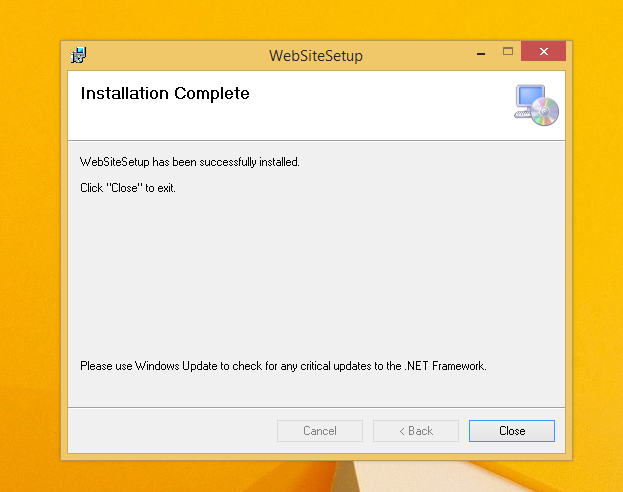 WebSiteSetup
Installation Complete
WebSiteSetup has been successfully installed.
Click "Close" to exit.
Please use Windows Update to check for any critical updates to the .NET Framework.
Cancel
< Back
Close